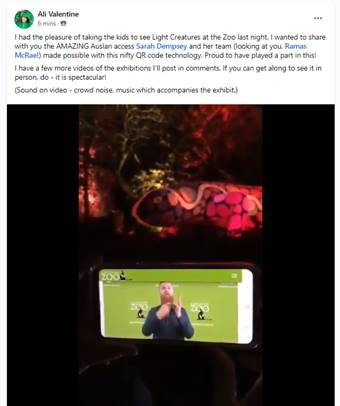 Ali Valentine
6 mins ·
I had the pleasure of taking the kids to see Light Creatures at the Zoo last night. I wanted to share
with you the AMAZING Auslan access Sarah Dempsey and her team (looking at you, Ramas
McRae!) made possible with this nifty QR code technology. Proud to have played a part in this!
I have a few more videos of the exhibitions I'll post in comments. If you can get along to see it in
person, do - it is spectacular!
(Sound on video - crowd noise, music which accompanies the exhibit.)
ZOO
ZOO
ZOO